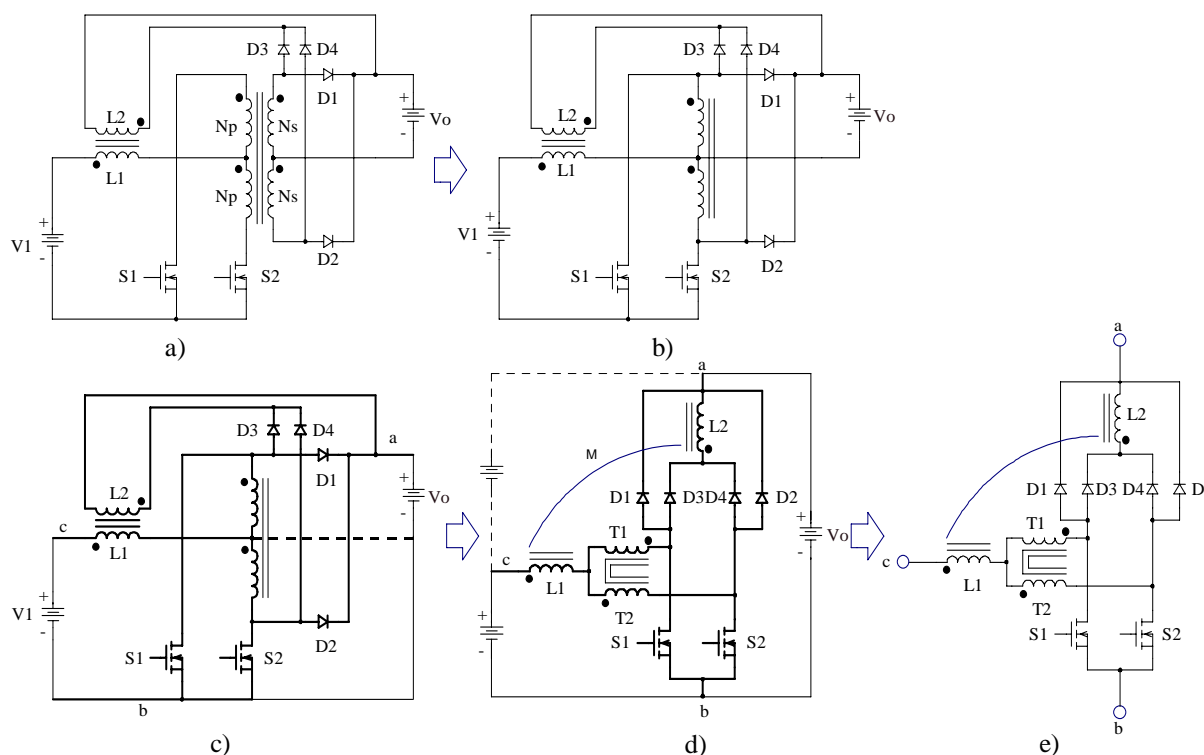 D3 D4
D1
L2
Np Ns
+
Vo
-
L1
Np Ns
+
V1
-
D2
S1 S2
a)
D3 D4
D1
L2
+
Vo
-
L1
+
V1
-
D2
S1 S2
b)
D3 D4
a
D1
L2
+
Vo
-
c
L1
+
V1
-
D2
S1 S2
b
c)
a
L2
M
D1 D3 D4 D2
+
Vo
-
T1
c
L1
T2
+
-
S1 S2
b
d)
a
L2
D1 D3 D4 D
T1
c
L1
T2
S1 S2
b
e)